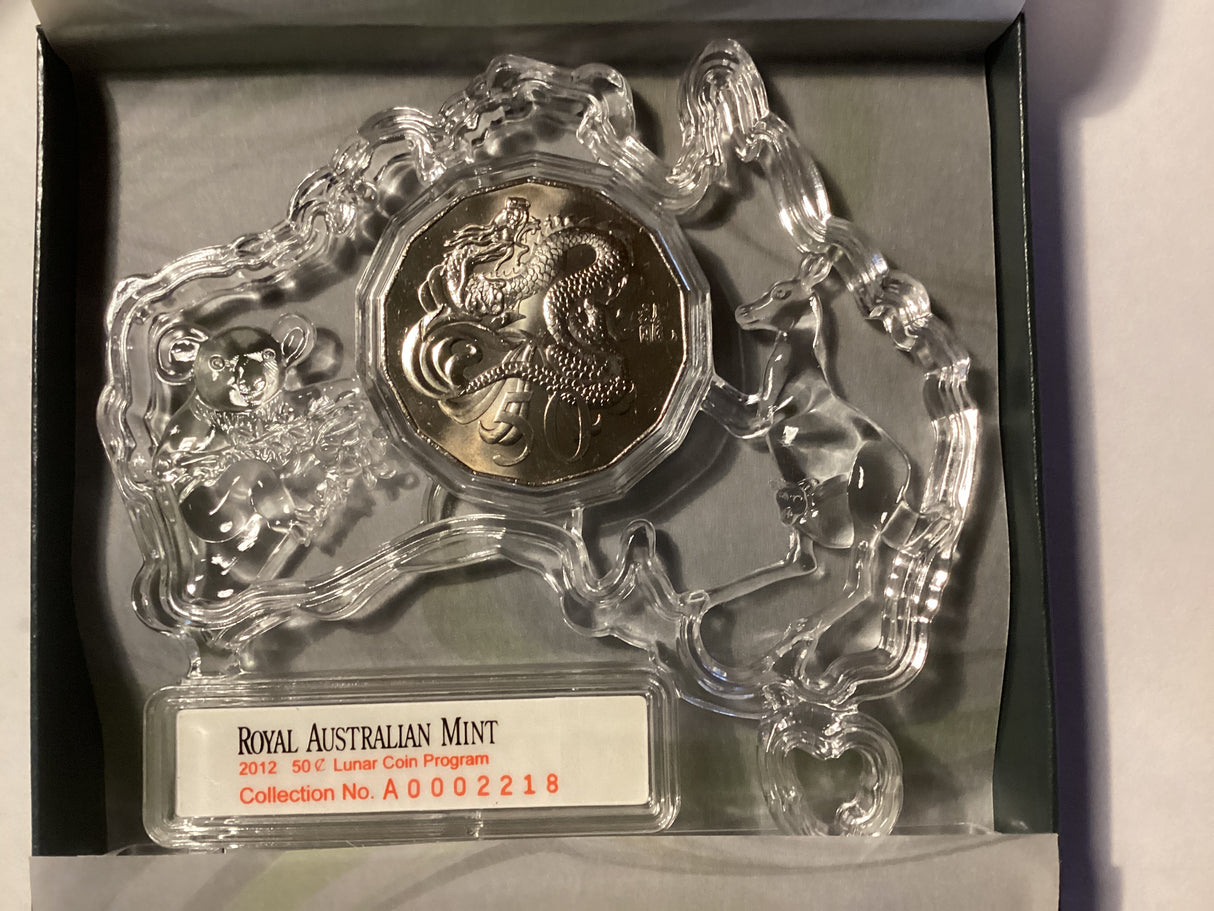 50
ROYAL AUSTRALIAN MINT
2012 50¢ Lunar Coin Program
Collection No. A0002218